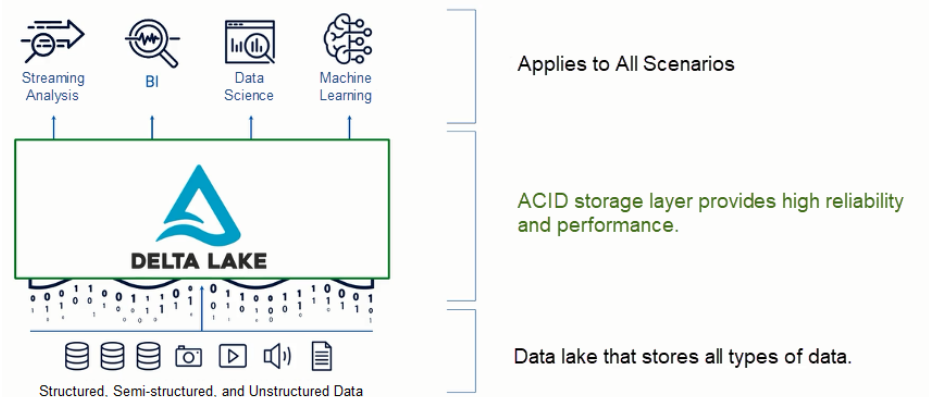 Streaming
Analysis
BI
Data
Science
Machine
Learning
Applies to All Scenarios
DELTA LAKE
ACID storage layer provides high reliability
and performance.
Data lake that stores all types of data.
Structured, Semi-structured, and Unstructured Data